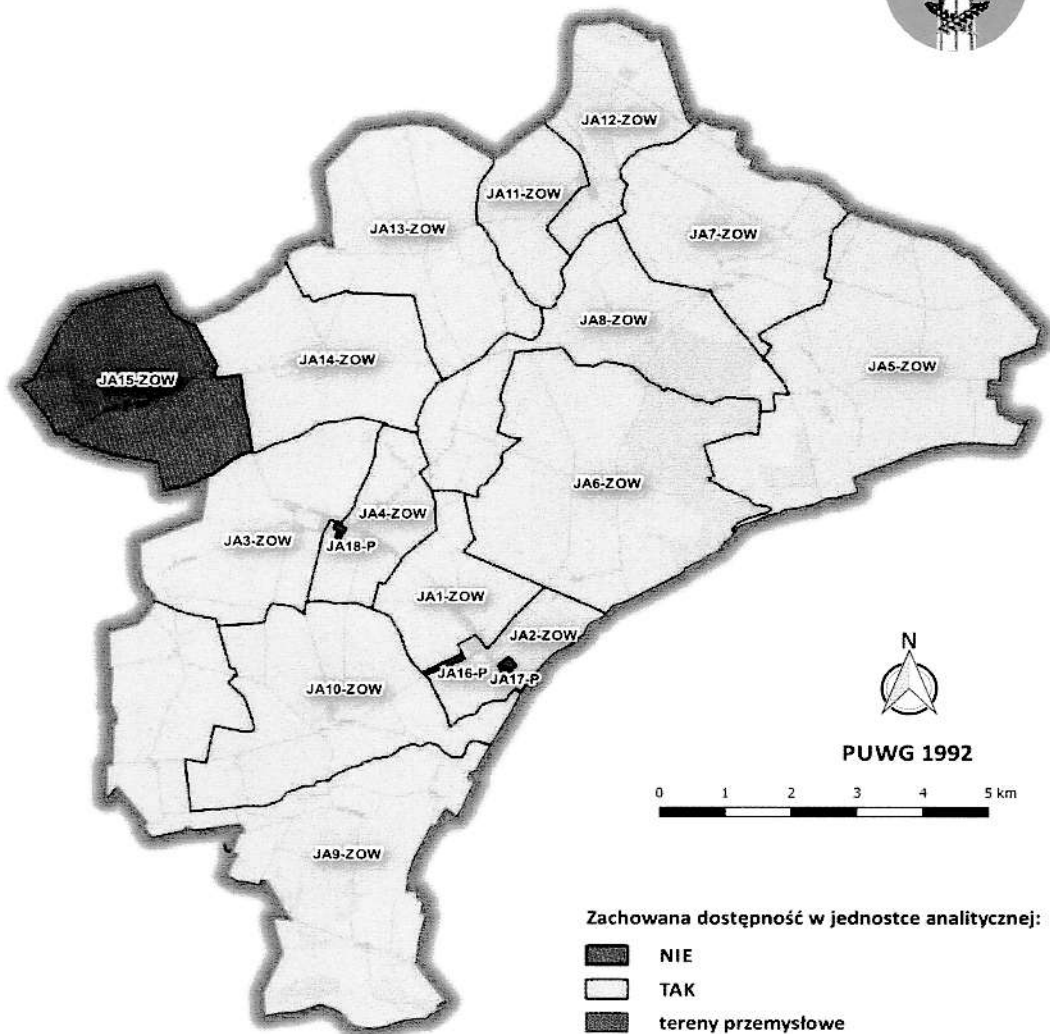 JA12-ZOW
JA11-ZOW
JA13-ZOW
JA7-ZOW
JA8-ZOW
JA14-ZOW
JA5-ZOW
JA15-ZOW
JA6-ZOW
JA4-ZOW
JA3-ZOW
JA18-P
JA1-ZOW
JA2-ZOW
JA16-P
JA17-P
JA10-ZOW
N
PUWG 1992
0 1 2 3 4 5 km
JA9-ZOW
Zachowana dostępność w jednostce analitycznej:
NIE
TAK
tereny przemysłowe